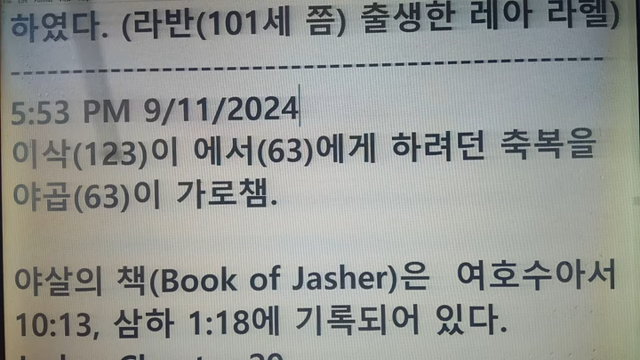 하였다. (라반(101세 쯤) 출생한 레아 라헬)
--------------------------------------------------
5:53 PM 9/11/2024
이삭(123)이 에서(63)에게 하려던 축복을
야곱(63)이 가로챔.
야살의 책(Book of Jasher)은 여호수아서
10:13, 삼하 1:18에 기록되어 있다.